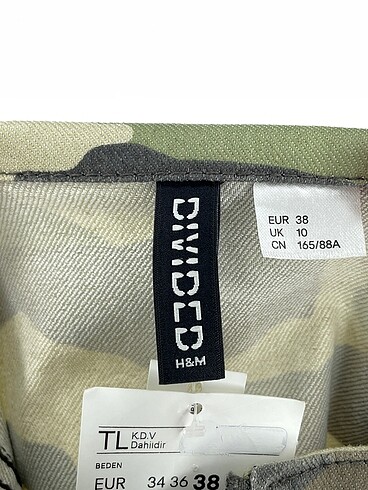 DIVIDED
H&M
EUR 38
UK 10
CN 165/88A
TL K.D.V
Dahildir
BEDEN
EUR 34 36 38